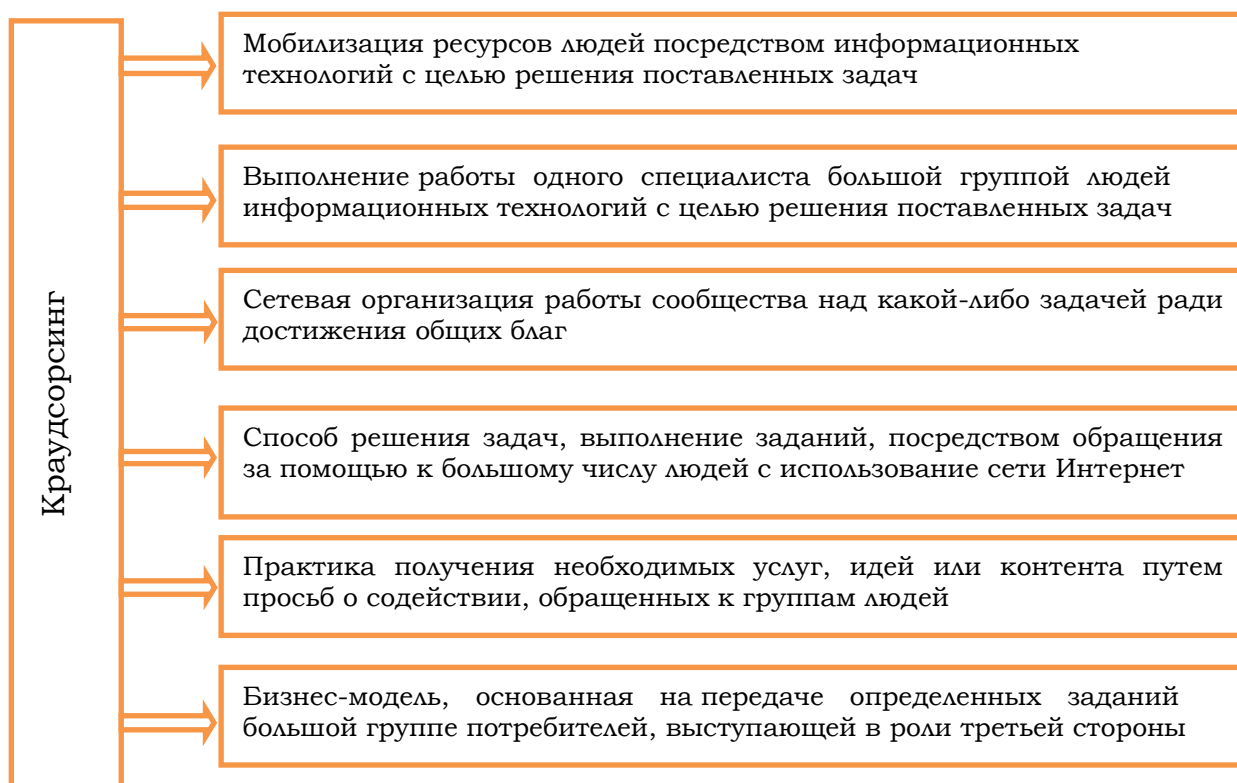 Краудсорсинг
Мобилизация ресурсов людей посредством информационных
технологий с целью решения поставленных задач
Выполнение работы одного специалиста большой группой людей
информационных технологий с целью решения поставленных задач
Сетевая организация работы сообщества над какой-либо задачей ради
достижения общих благ
Способ решения задач, выполнение заданий, посредством обращения
за помощью к большому числу людей с использование сети Интернет
Практика получения необходимых услуг, идей или контента путем
просьб о содействии, обращенных к группам людей
Бизнес-модель, основанная на передаче определенных заданий
большой группе потребителей, выступающей в роли третьей стороны